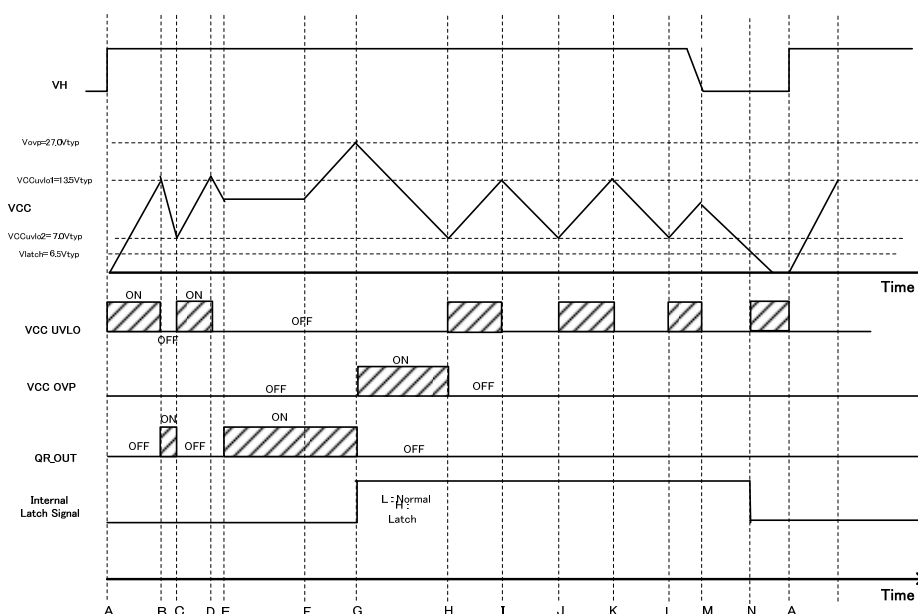 VH
Vovp=27.0Vtyp
VCCuvlo1=13.5Vtyp
VCC
VCCuvlo2=7.0Vtyp
Vlatch=6.5Vtyp
Time
ON
ON
VCC UVLO
OFF
OFF
ON
VCC OVP
OFF
OFF
ON
ON
OFF
OFF
OFF
QR_OUT
Internal
Latch Signal
L:Normal
H:
Latch
Time
A B C D E F G H I J K L M N A